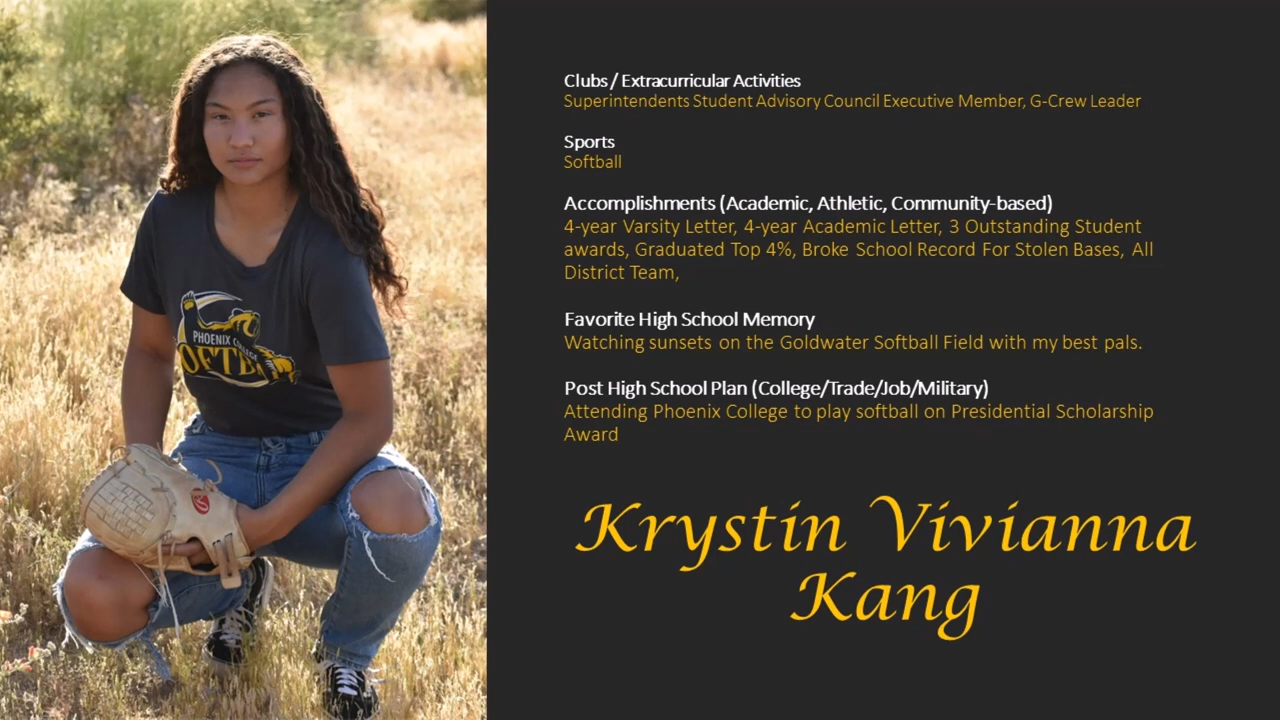 Clubs / Extracurricular Activities
Superintendents Student Advisory Council Executive Member, G-Crew Leader
Sports
Softball
Accomplishments (Academic, Athletic, Community-based)
4-year Varsity Letter, 4-year Academic Letter, 3 Outstanding Student
awards, Graduated Top 4%, Broke School Record For Stolen Bases, All
District Team,
Favorite High School Memory
Watching sunsets on the Goldwater Softball Field with my best pals.
Post High School Plan (College/Trade/Job/Military)
Attending Phoenix College to play softball on Presidential Scholarship
Award
Krystin Vivianna
Kang
PHOENIX COLLEGE